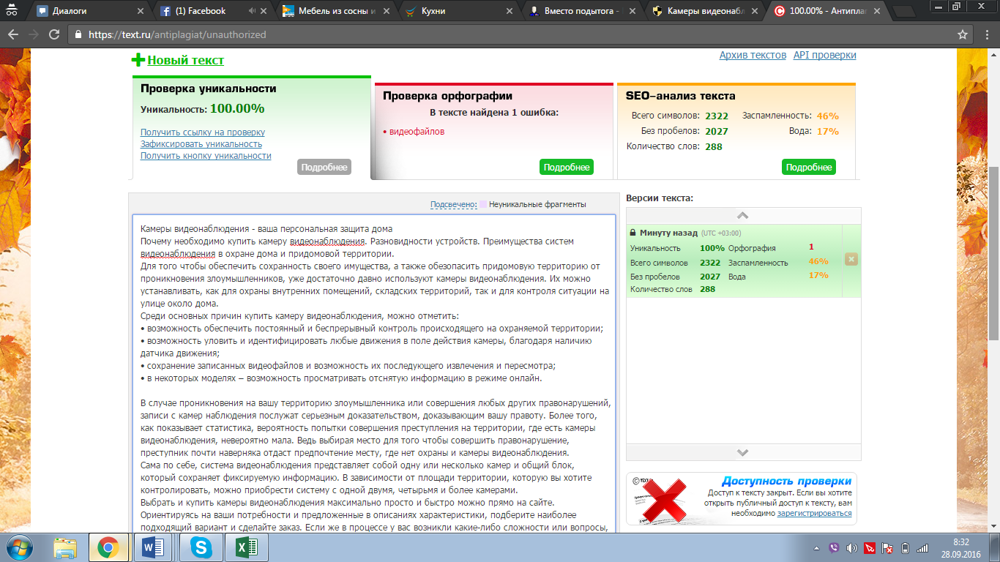 Диалоги
(1) Facebook
Мебель из сосны и
Кухни
Вместо подытога -
Камеры видеонабл
100.00% - Антипла
https://text.ru/antiplagiat/unauthorized
Новый текст
Архив текстов API проверки
Проверка уникальности
Уникальность: 100.00%
Получить ссылку на проверку
Зафиксировать уникальность
Получить кнопку уникальности
Подробнее
Проверка орфографии
В тексте найдена 1 ошибка:
• видеофайлов
Подробнее
SEO-анализ текста
Всего символов: 2322 Заспамленность: 46%
Без пробелов: 2027 Вода: 17%
Количество слов: 288
Подробнее
Подсвечено: Неуникальные фрагменты
Камеры видеонаблюдения - ваша персональная защита дома
Почему необходимо купить камеру видеонаблюдения. Разновидности устройств. Преимущества систем
видеонаблюдения в охране дома и придомовой территории.
Для того чтобы обеспечить сохранность своего имущества, а также обезопасить придомовую территорию от
проникновения злоумышленников, уже достаточно давно используют камеры видеонаблюдения. Их можно
устанавливать, как для охраны внутренних помещений, складских территорий, так и для контроля ситуации на
улице около дома.
Среди основных причин купить камеру видеонаблюдения, можно отметить:
• возможность обеспечить постоянный и беспрерывный контроль происходящего на охраняемой территории;
• возможность уловить и идентифицировать любые движения в поле действия камеры, благодаря наличию
датчика движения;
• сохранение записанных видеофайлов и возможность их последующего извлечения и пересмотра;
• в некоторых моделях – возможность просматривать отснятую информацию в режиме онлайн.
В случае проникновения на вашу территорию злоумышленника или совершения любых других правонарушений,
записи с камер наблюдения послужат серьезным доказательством, доказывающим вашу правоту. Более того,
как показывает статистика, вероятность попытки совершения преступления на территории, где есть камеры
видеонаблюдения, невероятно мала. Ведь выбирая место для того чтобы совершить правонарушение,
преступник почти наверняка отдаст предпочтение месту, где нет охраны и камеры видеонаблюдения.
Сама по себе, система видеонаблюдения представляет собой одну или несколько камер и общий блок,
который сохраняет фиксируемую информацию. В зависимости от площади территории, которую вы хотите
контролировать, можно приобрести систему с одной двумя, четырьмя и более камерами.
Выбрать и купить камеры видеонаблюдения максимально просто и быстро можно прямо на сайте.
Ориентируясь на ваши потребности и предложенные в описаниях характеристики, подберите наиболее
подходящий вариант и сделайте заказ. Если же в процессе у вас возникли какие-либо сложности или вопросы,
Версии текста:
Минуту назад (UTC +03:00)
Уникальность 100% Орфография 1
Всего символов 2322 Заспамленность 46%
Без пробелов 2027 Вода 17%
Количество слов 288
Доступность проверки
Доступ к тексту закрыт. Если вы хотите
открыть публичный доступ к тексту, вам
необходимо зарегистрироваться
8:32
28.09.2016